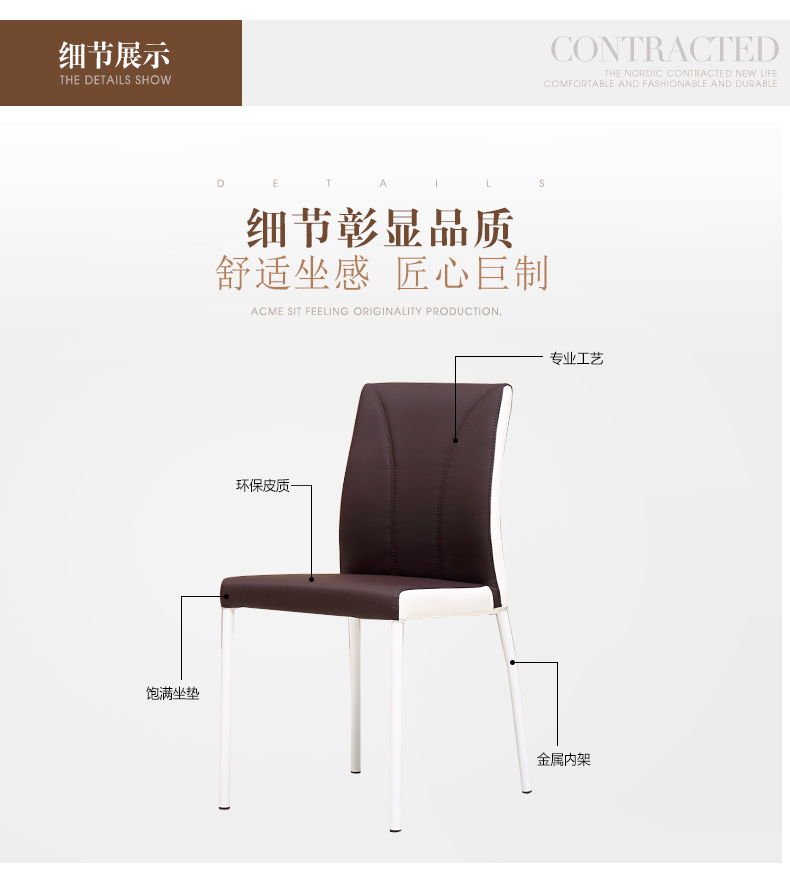 细节展示
THE DETAILS SHOW
CONTRACTED
THE NORDIC CONTRACTED NEW LIFE
COMFORTABLE AND FASHIONABLE AND DURABLE
DETAILS
细节彰显品质
舒适坐感 匠心巨制
ACME SIT FEELING ORIGINALITY PRODUCTION.
专业工艺
环保皮质
饱满坐垫
金属内架